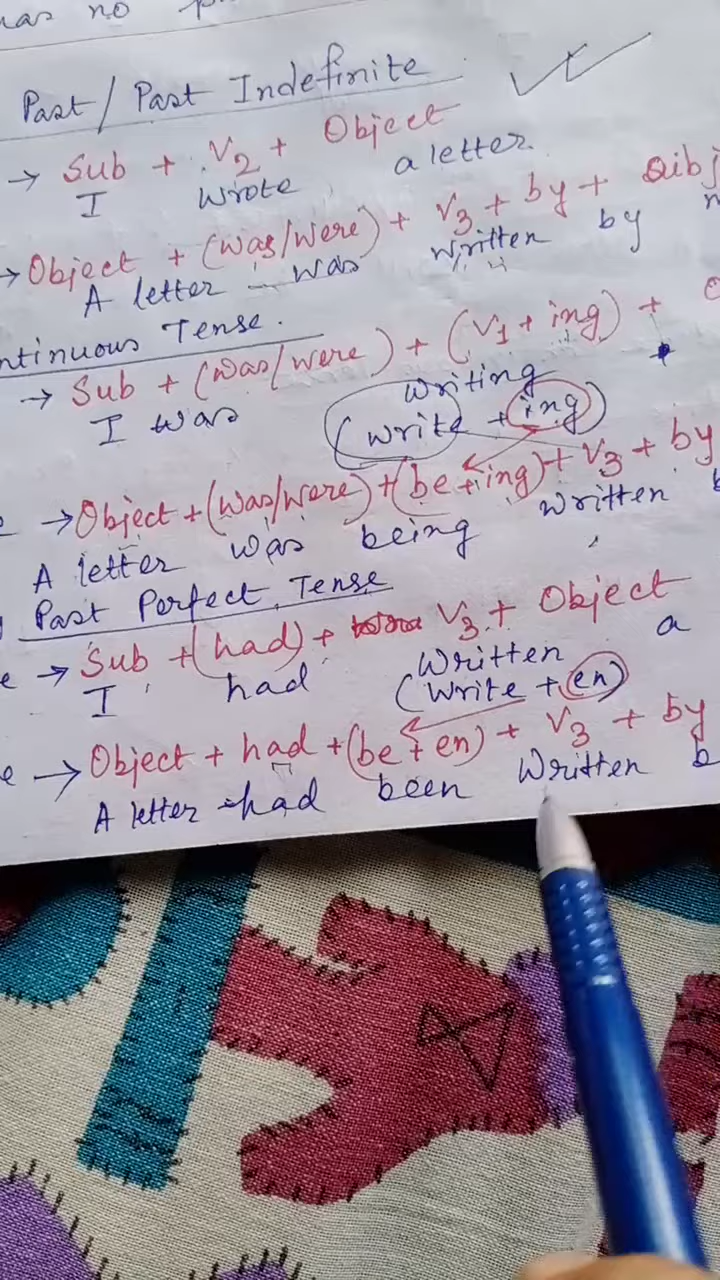 has no
Past / Past Indefinite
→ Sub + V2 + Object
I wrote a letter.
→ Object + (was/were) + V3 + by +
A letter was written by
ntinuous Tense.
→ Sub + (was/were) + (V1 + ing) +
I was writing
(write + ing)
→ Object + (was/were) + (be + ing) + V3 + by
A letter was being written
Past Perfect Tense
e → Sub + (had) + V3 + Object
I had written a
(write + en)
e → Object + had + (be + en) + V3 + by
A letter had been written b